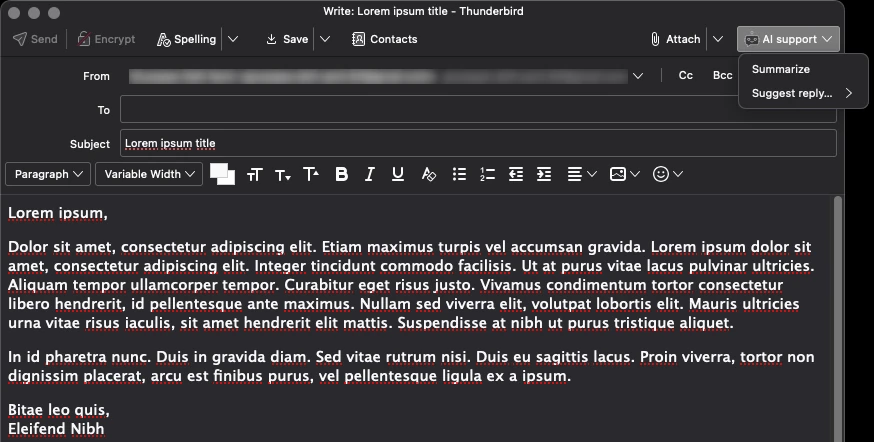 Write: Lorem ipsum title - Thunderbird
Send Encrypt Spelling Save Contacts Attach AI support
Summarize
From Cc Bcc
Suggest reply...
To
Subject Lorem ipsum title
Paragraph Variable Width
Lorem ipsum,
Dolor sit amet, consectetur adipiscing elit. Etiam maximus turpis vel accumsan gravida. Lorem ipsum dolor sit
amet, consectetur adipiscing elit. Integer tincidunt commodo facilisis. Ut at purus vitae lacus pulvinar ultricies.
Aliquam tempor ullamcorper tempor. Curabitur eget risus justo. Vivamus condimentum tortor consectetur
libero hendrerit, id pellentesque ante maximus. Nullam sed viverra elit, volutpat lobortis elit. Mauris ultricies
urna vitae risus iaculis, sit amet hendrerit elit mattis. Suspendisse at nibh ut purus tristique aliquet.
In id pharetra nunc. Duis in gravida diam. Sed vitae rutrum nisi. Duis eu sagittis lacus. Proin viverra, tortor non
dignissim placerat, arcu est finibus purus, vel pellentesque ligula ex a ipsum.
Bitae leo quis,
Eleifend Nibh